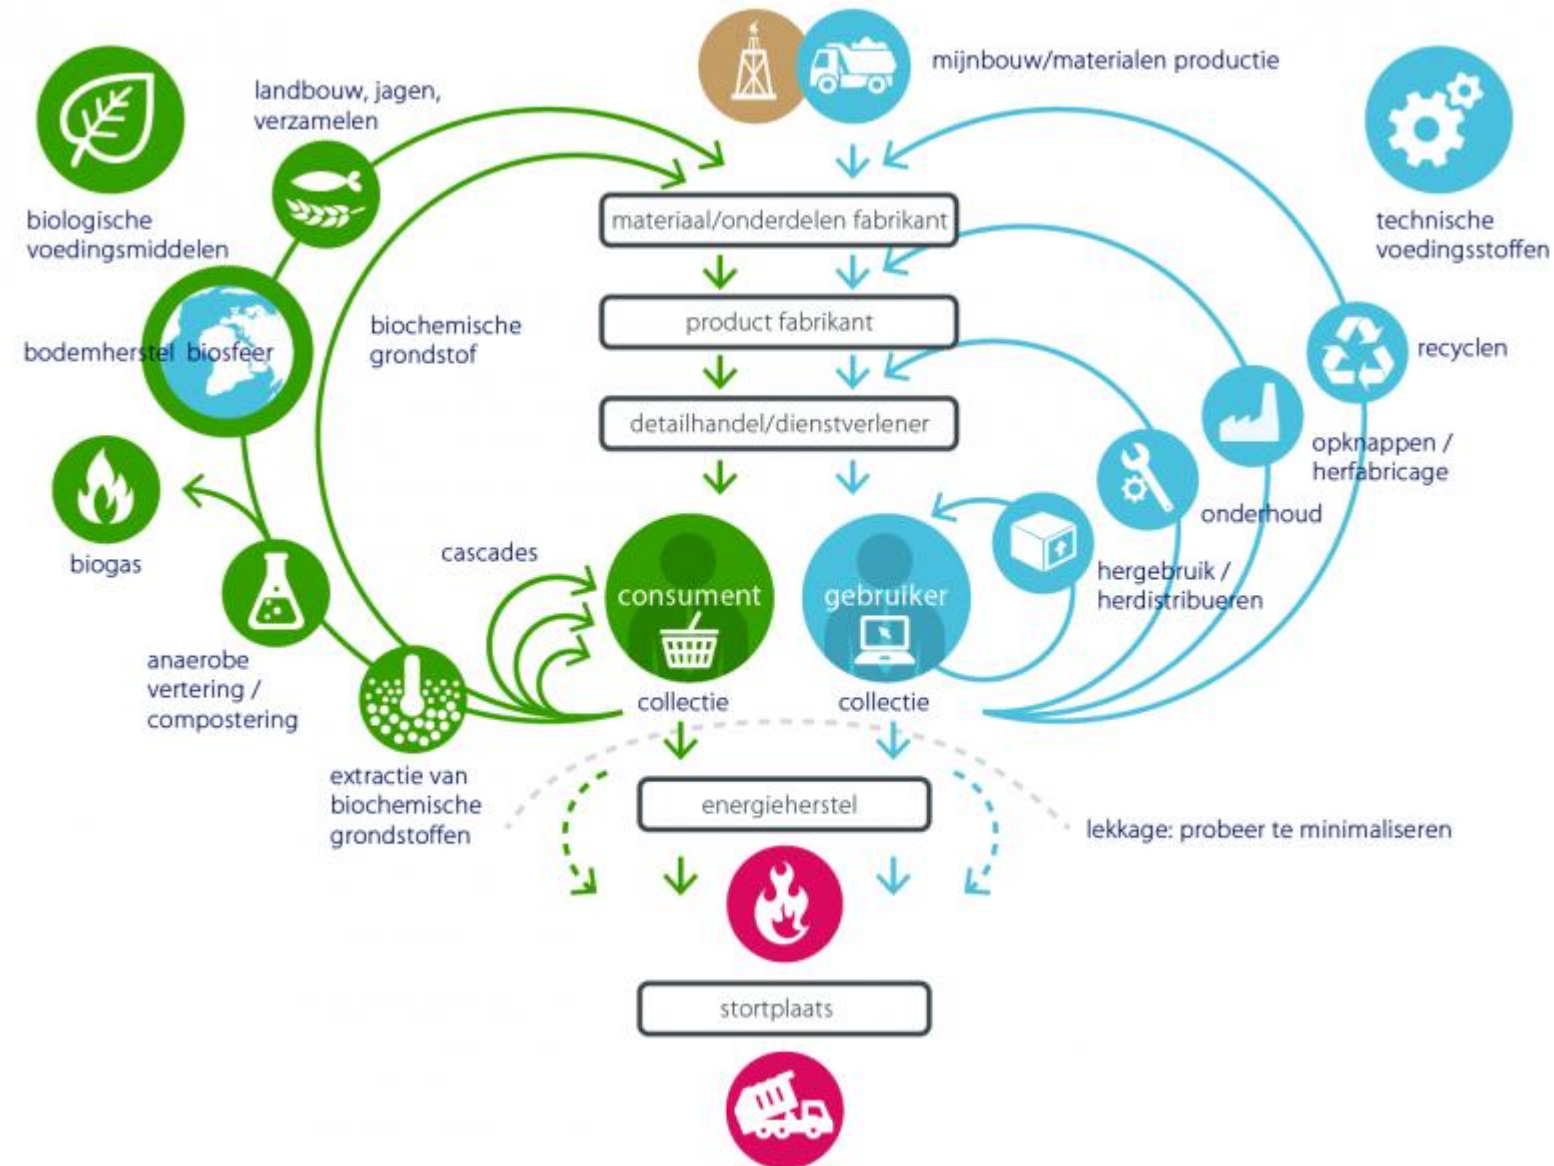 mijnbouw/materialen productie
landbouw, jagen,
verzamelen
biologische
voedingsmiddelen
technische
voedingsstoffen
materiaal/onderdelen fabrikant
biochemische
grondstof
product fabrikant
bodemherstel biosfeer
recyclen
detailhandel/dienstverlener
opknappen /
herfabricage
onderhoud
biogas
cascades
hergebruik /
herdistribueren
consument
gebruiker
anaerobe
vertering /
compostering
collectie
collectie
extractie van
biochemische
grondstoffen
energieherstel
lekkage: probeer te minimaliseren
stortplaats